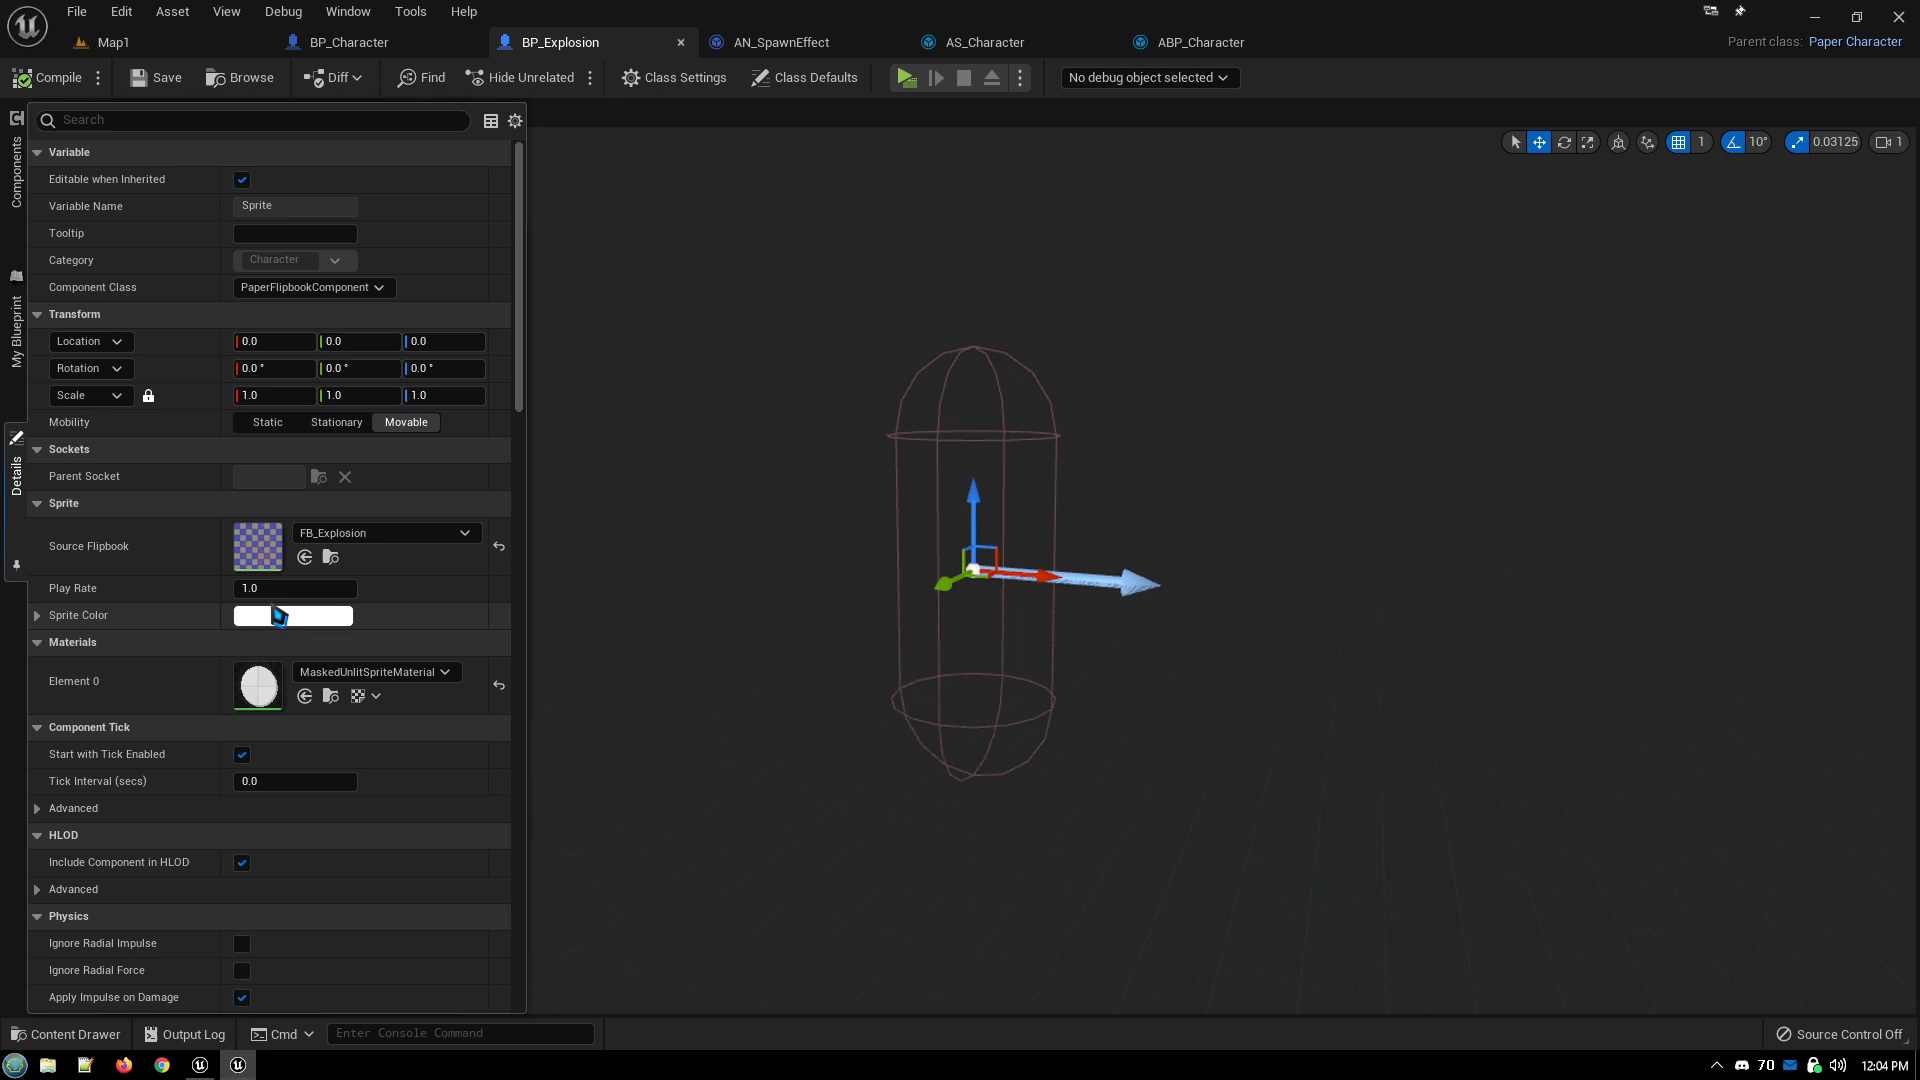 File Edit Asset View Debug Window Tools Help
Map1 BP_Character BP_Explosion AN_SpawnEffect AS_Character ABP_Character Parent class: Paper Character
Compile Save Browse Diff Find Hide Unrelated Class Settings Class Defaults No debug object selected
Search
1 10° 0.03125 1
Components
My Blueprint
Details
Variable
Editable when Inherited
Variable Name Sprite
Tooltip
Category Character
Component Class PaperFlipbookComponent
Transform
Location 0.0 0.0 0.0
Rotation 0.0 ° 0.0 ° 0.0 °
Scale 1.0 1.0 1.0
Mobility Static Stationary Movable
Sockets
Parent Socket
Sprite
Source Flipbook FB_Explosion
Play Rate 1.0
Sprite Color
Materials
Element 0 MaskedUnlitSpriteMaterial
Component Tick
Start with Tick Enabled
Tick Interval (secs) 0.0
Advanced
HLOD
Include Component in HLOD
Advanced
Physics
Ignore Radial Impulse
Ignore Radial Force
Apply Impulse on Damage
Content Drawer Output Log Cmd Enter Console Command Source Control Off
70 12:04 PM